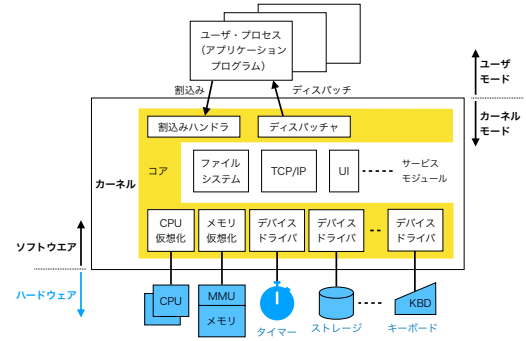 ユーザ・プロセス
（アプリケーション
プログラム）
割込み
ディスパッチ
ユーザ
モード
カーネル
モード
割込みハンドラ
ディスパッチャ
コア
カーネル
ファイル
システム
TCP/IP
UI
サービス
モジュール
CPU
仮想化
メモリ
仮想化
デバイス
ドライバ
デバイス
ドライバ
デバイス
ドライバ
ソフトウエア
ハードウェア
CPU
MMU
メモリ
タイマー
ストレージ
KBD
キーボード